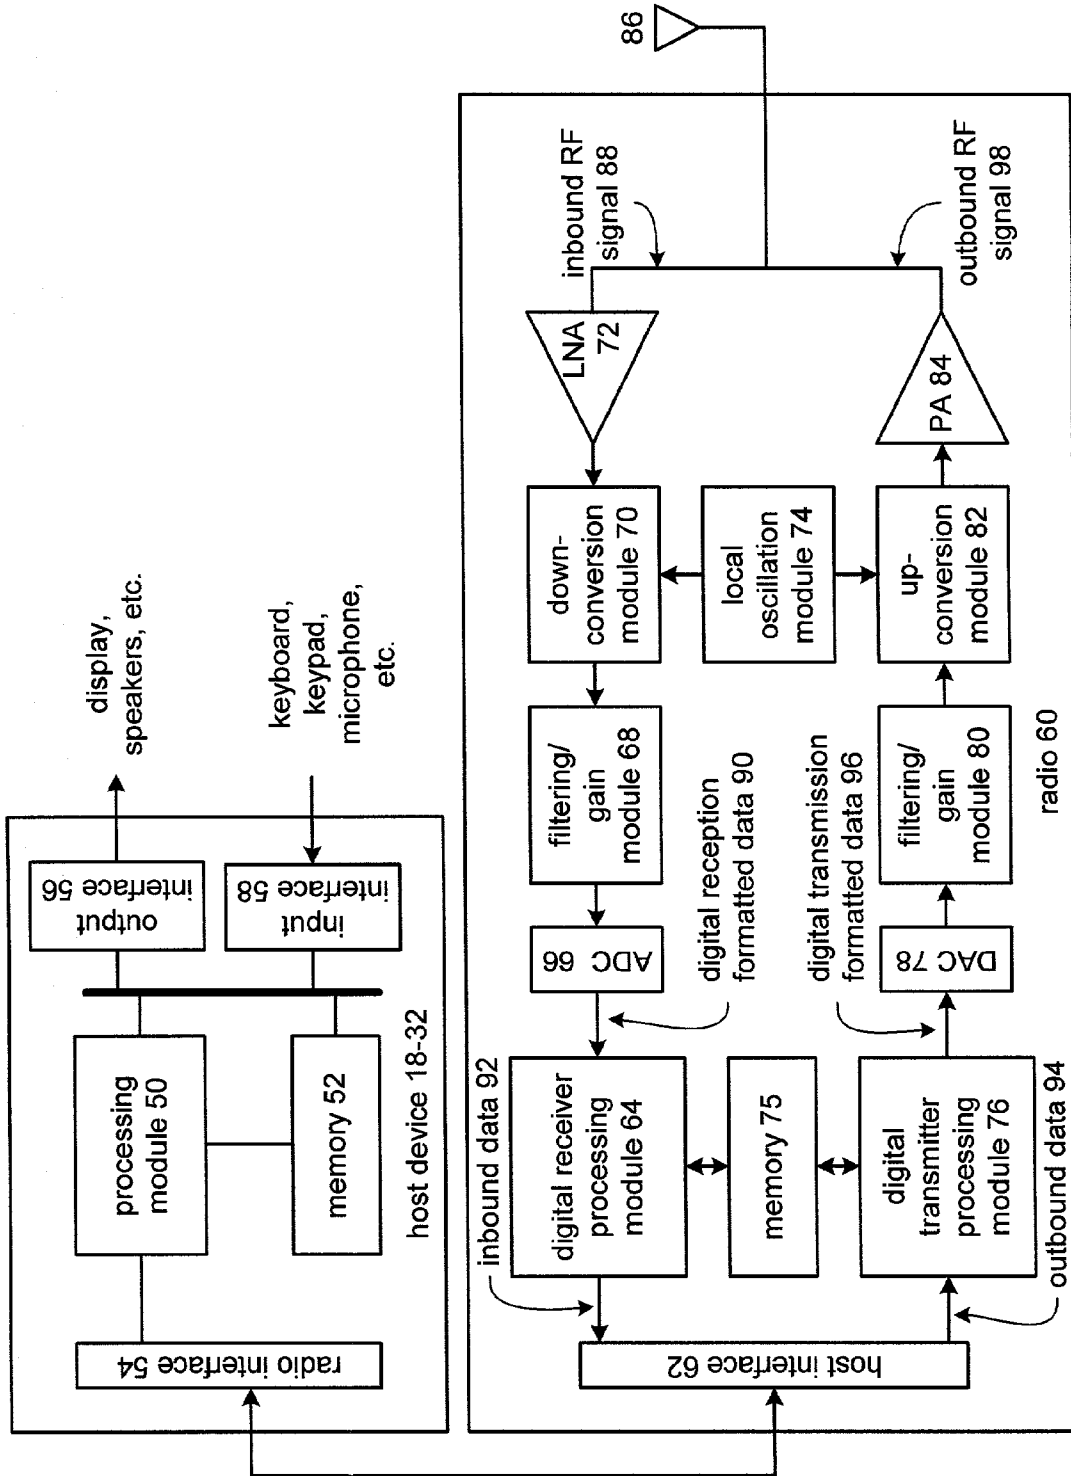 radio interface 54
processing
module 50
memory 52
output
interface 56
input
interface 58
display,
speakers, etc.
keyboard,
keypad,
microphone,
etc.
host device 18-32
host interface 62
inbound data 92
digital receiver
processing
module 64
memory 75
digital
transmitter
processing
module 76
outbound data 94
ADC 66
digital reception
formatted data 90
digital transmission
formatted data 96
DAC 78
filtering/
gain
module 68
filtering/
gain
module 80
down-
conversion
module 70
local
oscillation
module 74
up-
conversion
module 82
LNA
72
PA 84
inbound RF
signal 88
outbound RF
signal 98
86
radio 60